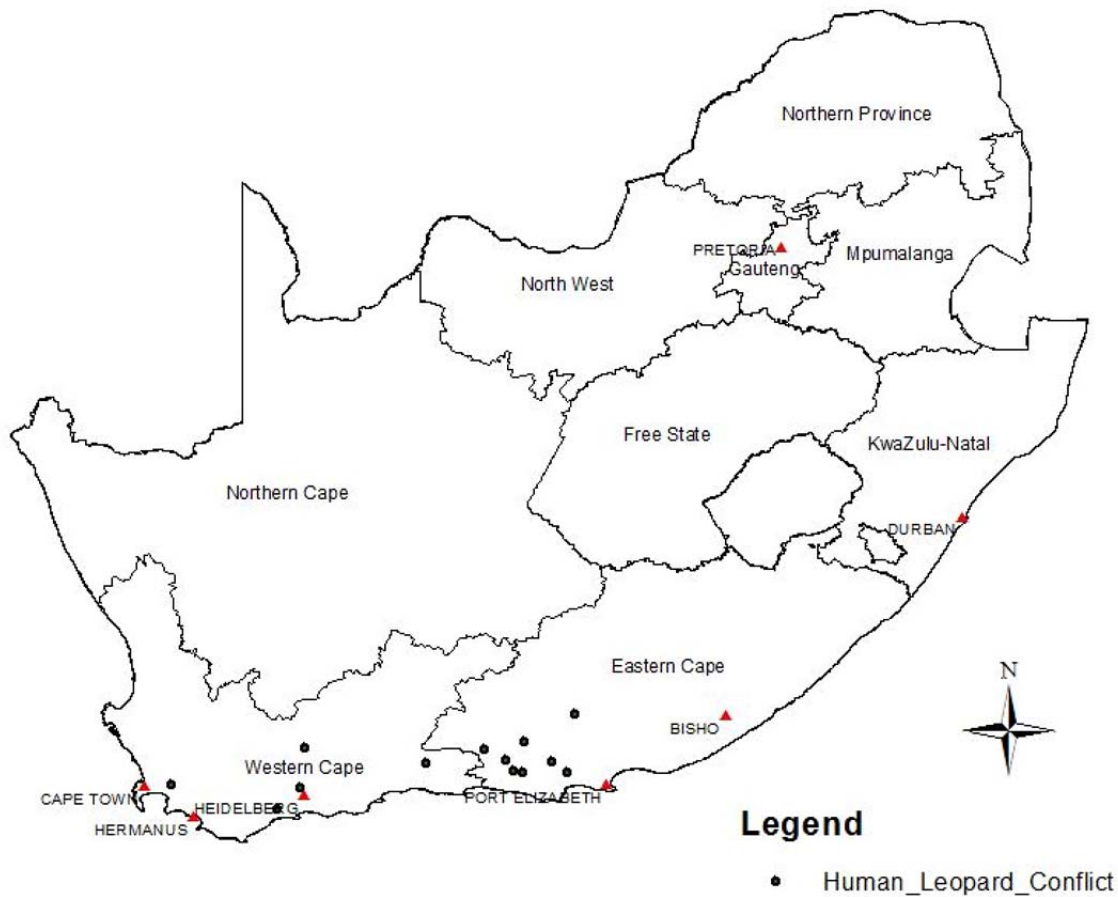 Northern Province
PRETORIA
Mpumalanga
Gauteng
North West
Free State
KwaZulu-Natal
Northern Cape
DURBAN
Eastern Cape
N
BISHO
Western Cape
CAPE TOWN
HEIDELBERG
PORT ELIZABETH
HERMANUS
Legend
Human_Leopard_Conflict